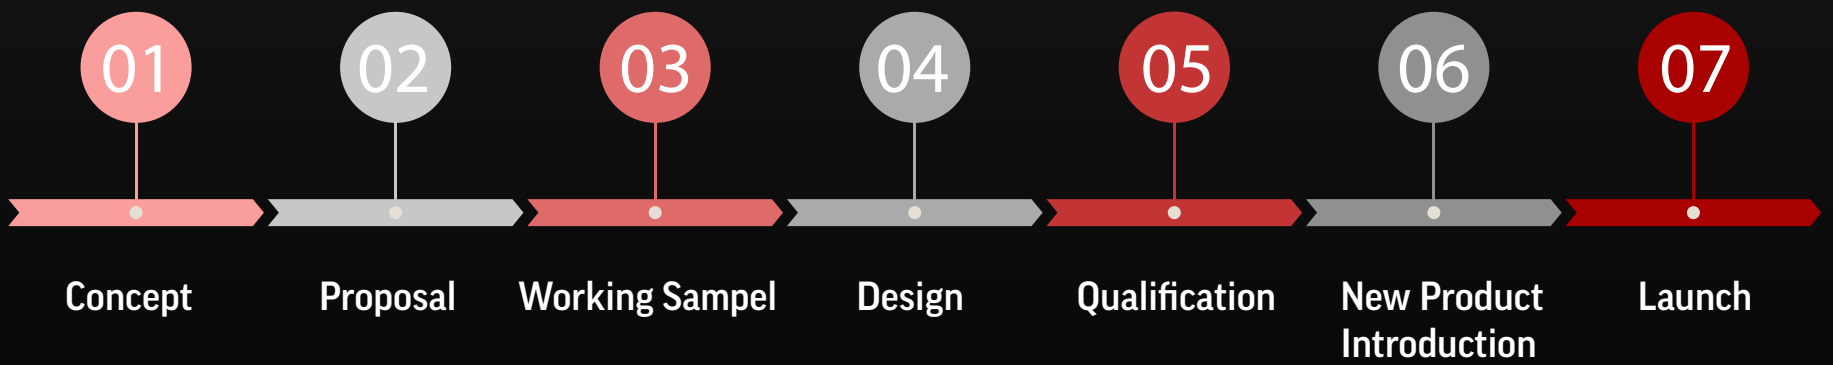 01
02
03
04
05
06
07
Concept
Proposal
Working Sampel
Design
Qualification
New Product
Introduction
Launch